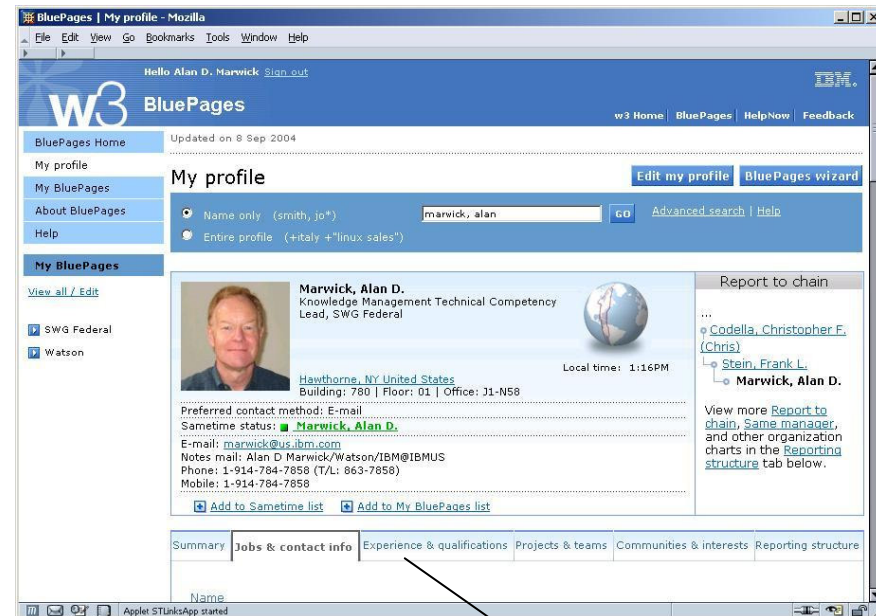 BluePages | My profile - Mozilla
File Edit View Go Bookmarks Tools Window Help
Hello Alan D. Marwick Sign out
IBM.
w3 BluePages
w3 Home BluePages HelpNow Feedback
BluePages Home
My profile
My BluePages
About BluePages
Help
My BluePages
View all / Edit
SWG Federal
Watson
Updated on 8 Sep 2004
My profile
Edit my profile BluePages wizard
Name only (smith, jo*) marwick, alan GO Advanced search | Help
Entire profile (+italy +"linux sales")
Marwick, Alan D.
Knowledge Management Technical Competency
Lead, SWG Federal
Local time: 1:16PM
Hawthorne, NY United States
Building: 780 | Floor: 01 | Office: J1-N58
Preferred contact method: E-mail
Sametime status: Marwick, Alan D.
E-mail: marwick@us.ibm.com
Notes mail: Alan D Marwick/Watson/IBM@IBMUS
Phone: 1-914-784-7858 (T/L: 863-7858)
Mobile: 1-914-784-7858
Add to Sametime list Add to My BluePages list
Report to chain
...
Codella, Christopher F.
(Chris)
Stein, Frank L.
Marwick, Alan D.
View more Report to
chain, Same manager,
and other organization
charts in the Reporting
structure tab below.
Summary Jobs & contact info Experience & qualifications Projects & teams Communities & interests Reporting structure
Name
Applet STLinksApp started